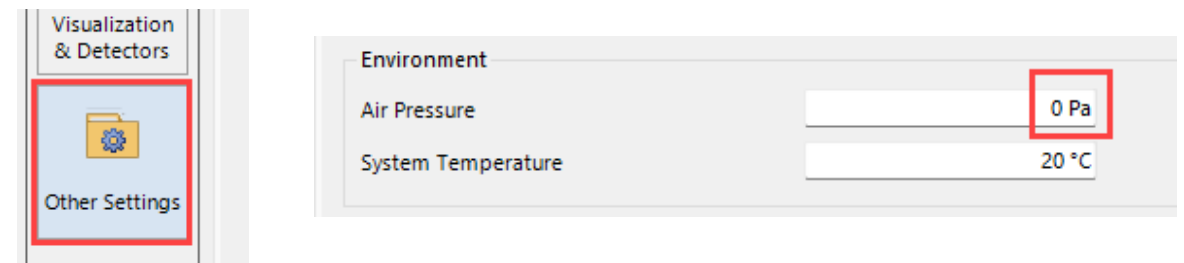 Visualization
& Detectors
Other Settings
Environment
Air Pressure 0 Pa
System Temperature 20 °C